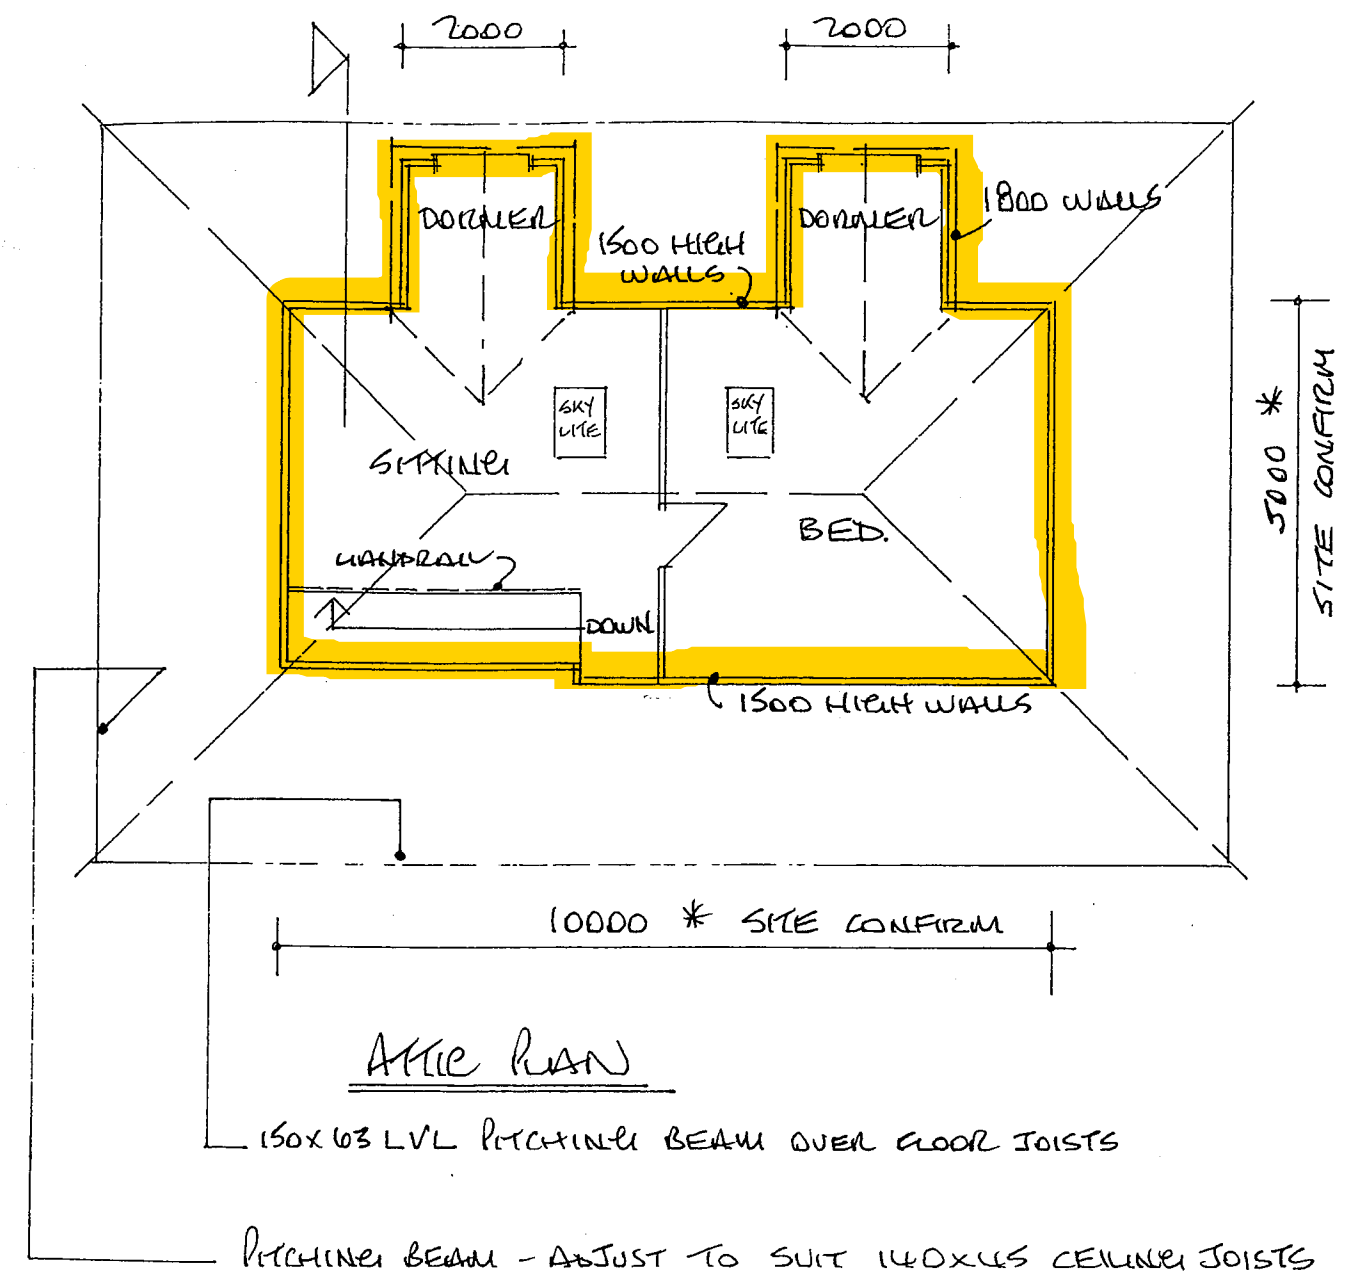 2000
2000
DORMER
DORMER
1800 WALLS
1500 HIGH
WALLS
SKY
LITE
SKY
LITE
SITTING
BED.
5000 *
SITE CONFIRM
HANDRAIL
DOWN
1500 HIGH WALLS
10000 * SITE CONFIRM
ATTIC PLAN
150x63 LVL PITCHING BEAM OVER FLOOR JOISTS
PITCHING BEAM - ADJUST TO SUIT 140x45 CEILING JOISTS